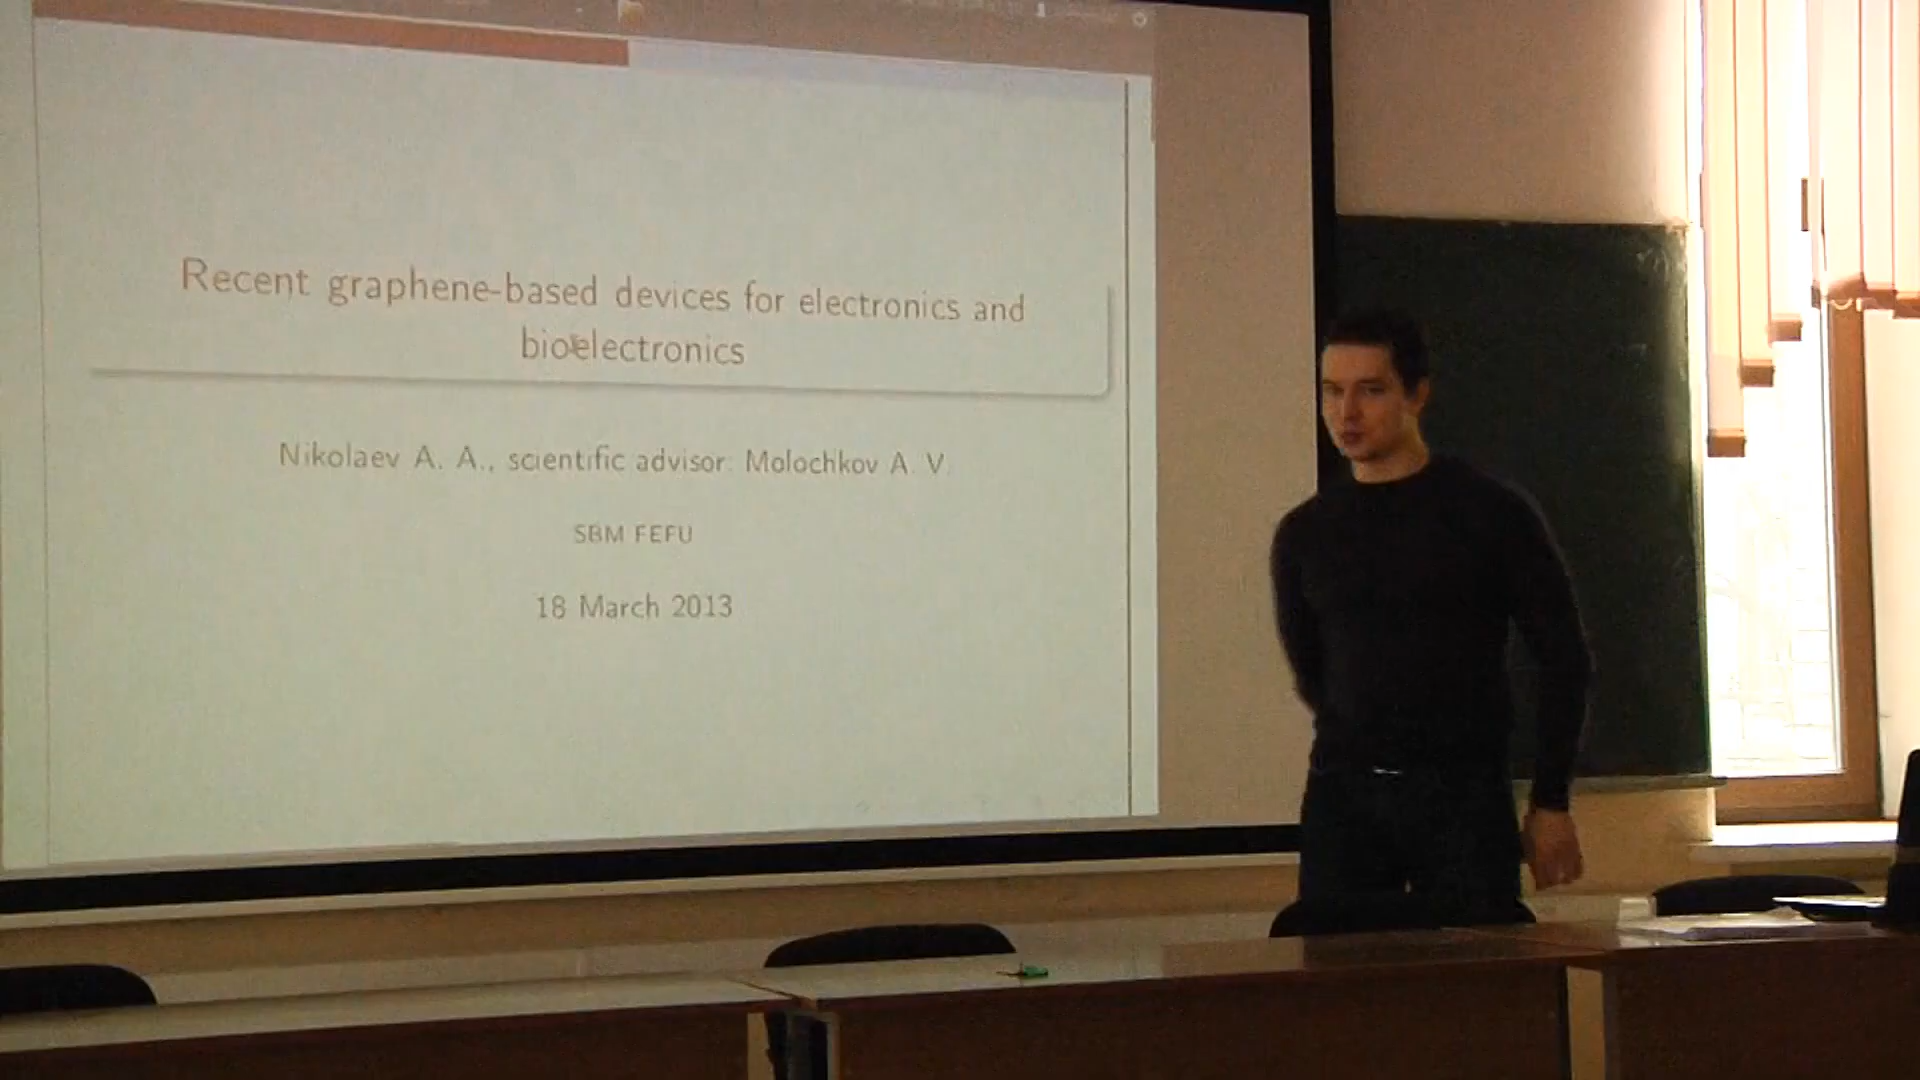 Recent graphene-based devices for electronics and
bioelectronics
Nikolaev A. A., scientific advisor: Molochkov A. V.
SBM FEFU
18 March 2013